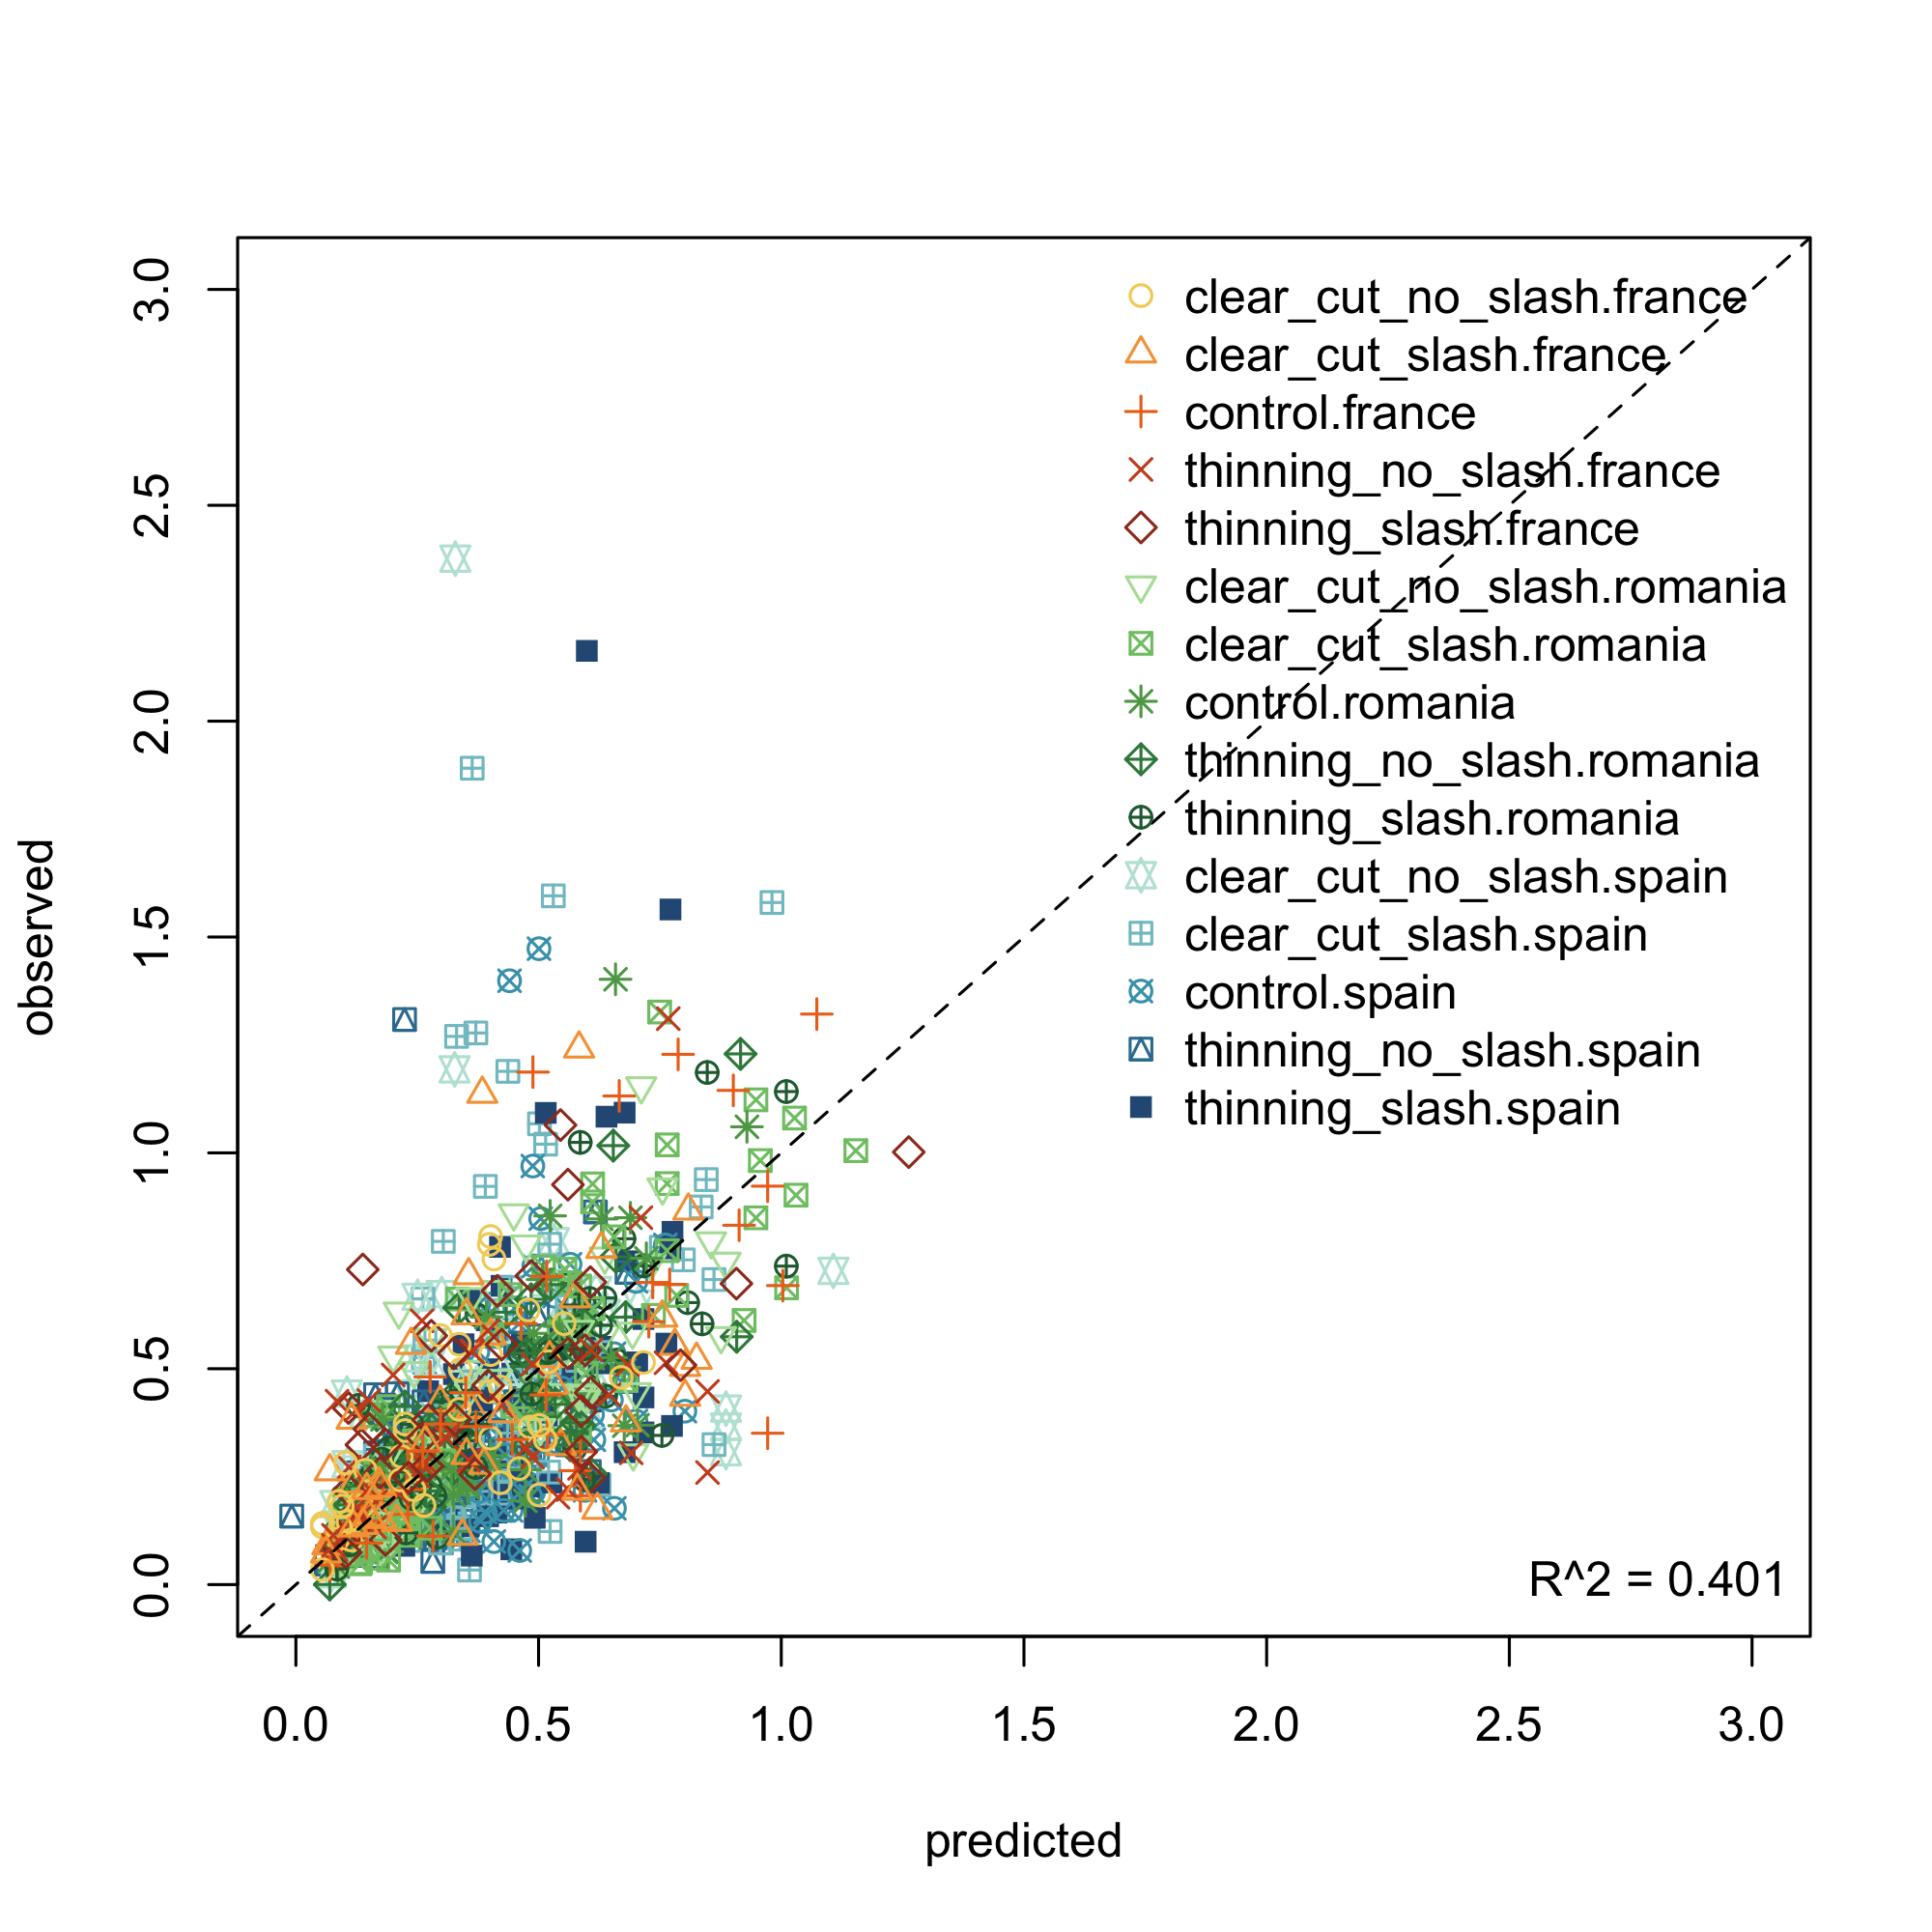 3.0
2.5
2.0
1.5
1.0
0.5
0.0
observed
clear_cut_no_slash.france
clear_cut_slash.france
control.france
thinning_no_slash.france
thinning_slash.france
clear_cut_no_slash.romania
clear_cut_slash.romania
control.romania
thinning_no_slash.romania
thinning_slash.romania
clear_cut_no_slash.spain
clear_cut_slash.spain
control.spain
thinning_no_slash.spain
thinning_slash.spain
R^2 = 0.401
0.0 0.5 1.0 1.5 2.0 2.5 3.0
predicted